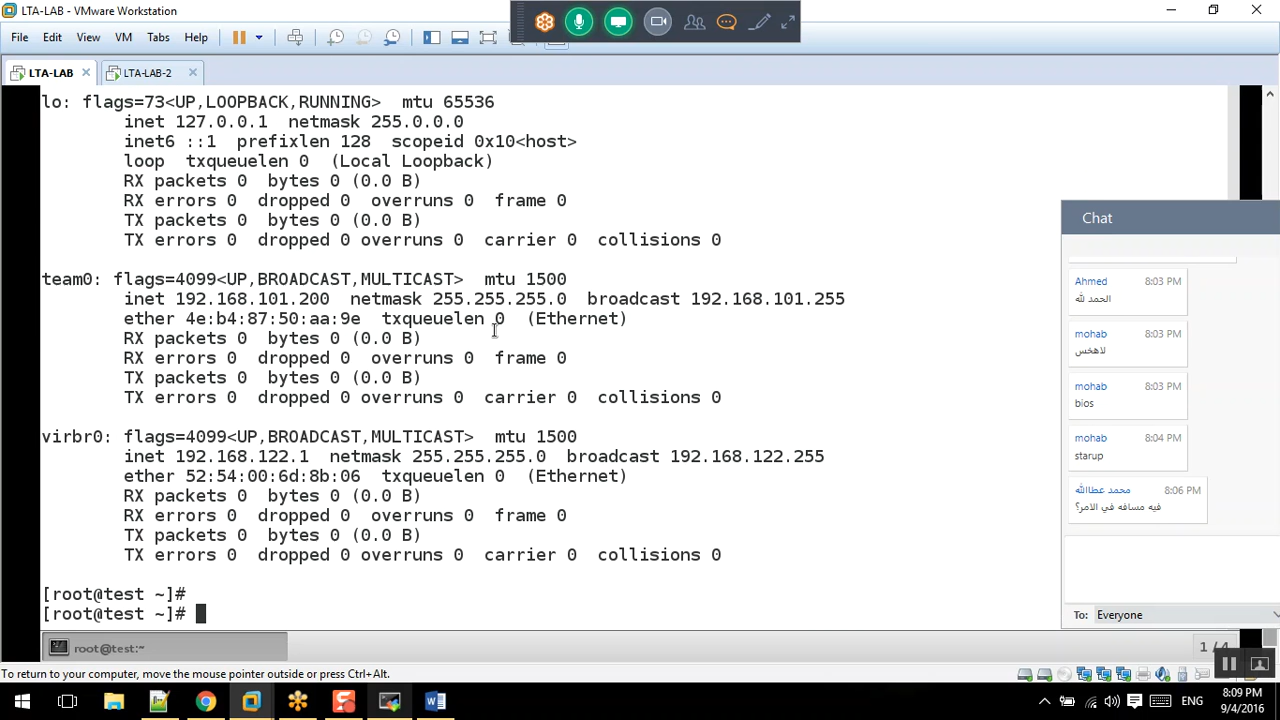 LTA-LAB - VMware Workstation
File Edit View VM Tabs Help
LTA-LAB LTA-LAB-2
lo: flags=73<UP,LOOPBACK,RUNNING> mtu 65536
inet 127.0.0.1 netmask 255.0.0.0
inet6 ::1 prefixlen 128 scopeid 0x10<host>
loop txqueuelen 0 (Local Loopback)
RX packets 0 bytes 0 (0.0 B)
RX errors 0 dropped 0 overruns 0 frame 0
TX packets 0 bytes 0 (0.0 B)
TX errors 0 dropped 0 overruns 0 carrier 0 collisions 0
team0: flags=4099<UP,BROADCAST,MULTICAST> mtu 1500
inet 192.168.101.200 netmask 255.255.255.0 broadcast 192.168.101.255
ether 4e:b4:87:50:aa:9e txqueuelen 0 (Ethernet)
RX packets 0 bytes 0 (0.0 B)
RX errors 0 dropped 0 overruns 0 frame 0
TX packets 0 bytes 0 (0.0 B)
TX errors 0 dropped 0 overruns 0 carrier 0 collisions 0
virbr0: flags=4099<UP,BROADCAST,MULTICAST> mtu 1500
inet 192.168.122.1 netmask 255.255.255.0 broadcast 192.168.122.255
ether 52:54:00:6d:8b:06 txqueuelen 0 (Ethernet)
RX packets 0 bytes 0 (0.0 B)
RX errors 0 dropped 0 overruns 0 frame 0
TX packets 0 bytes 0 (0.0 B)
TX errors 0 dropped 0 overruns 0 carrier 0 collisions 0
[root@test ~]#
[root@test ~]#
root@test:~
1 / 4
Chat
Ahmed 8:03 PM
الحمد لله
mohab 8:03 PM
لاهخس
mohab 8:03 PM
bios
mohab 8:04 PM
starup
محمد عطاالله 8:06 PM
فيه مسافه في الامر؟
To: Everyone
To return to your computer, move the mouse pointer outside or press Ctrl+Alt.
ENG
8:09 PM
9/4/2016